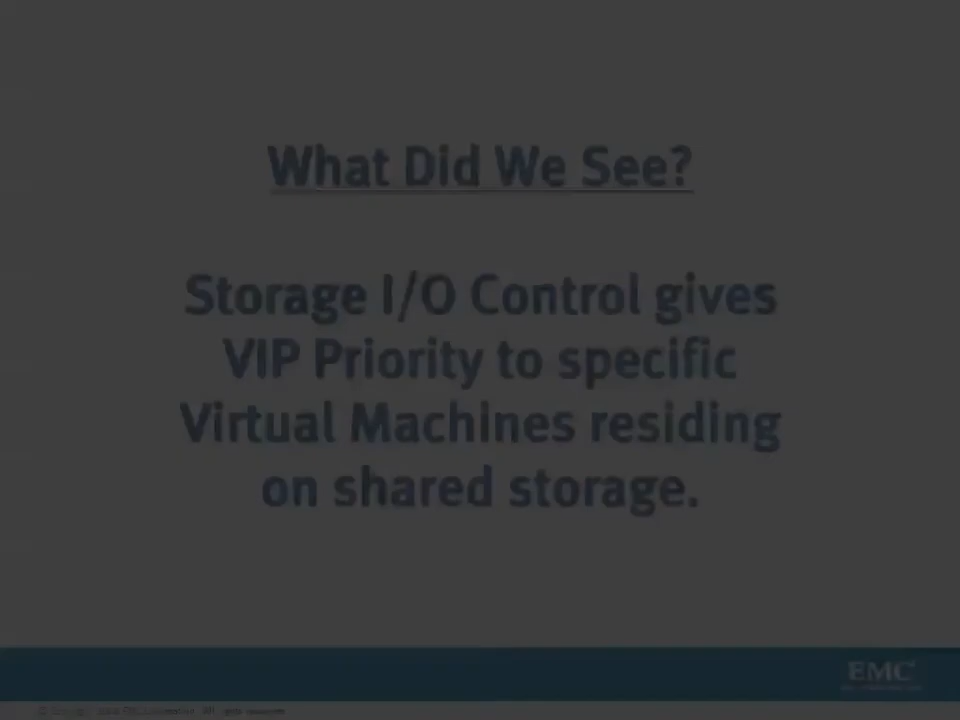 What Did We See?
Storage I/O Control gives
VIP Priority to specific
Virtual Machines residing
on shared storage.
EMC